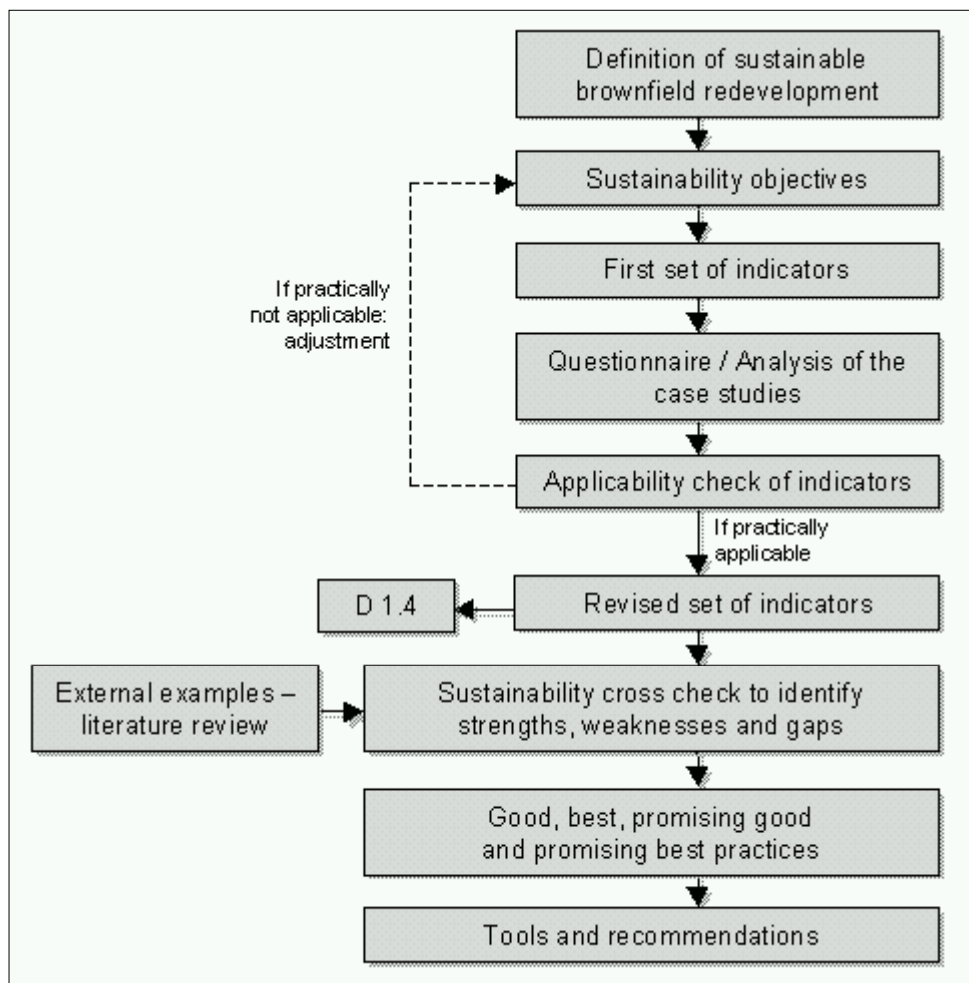 Definition of sustainable
brownfield redevelopment
Sustainability objectives
First set of indicators
If practically
not applicable:
adjustment
Questionnaire / Analysis of the
case studies
Applicability check of indicators
If practically
applicable
D 1.4
Revised set of indicators
External examples –
literature review
Sustainability cross check to identify
strengths, weaknesses and gaps
Good, best, promising good
and promising best practices
Tools and recommendations